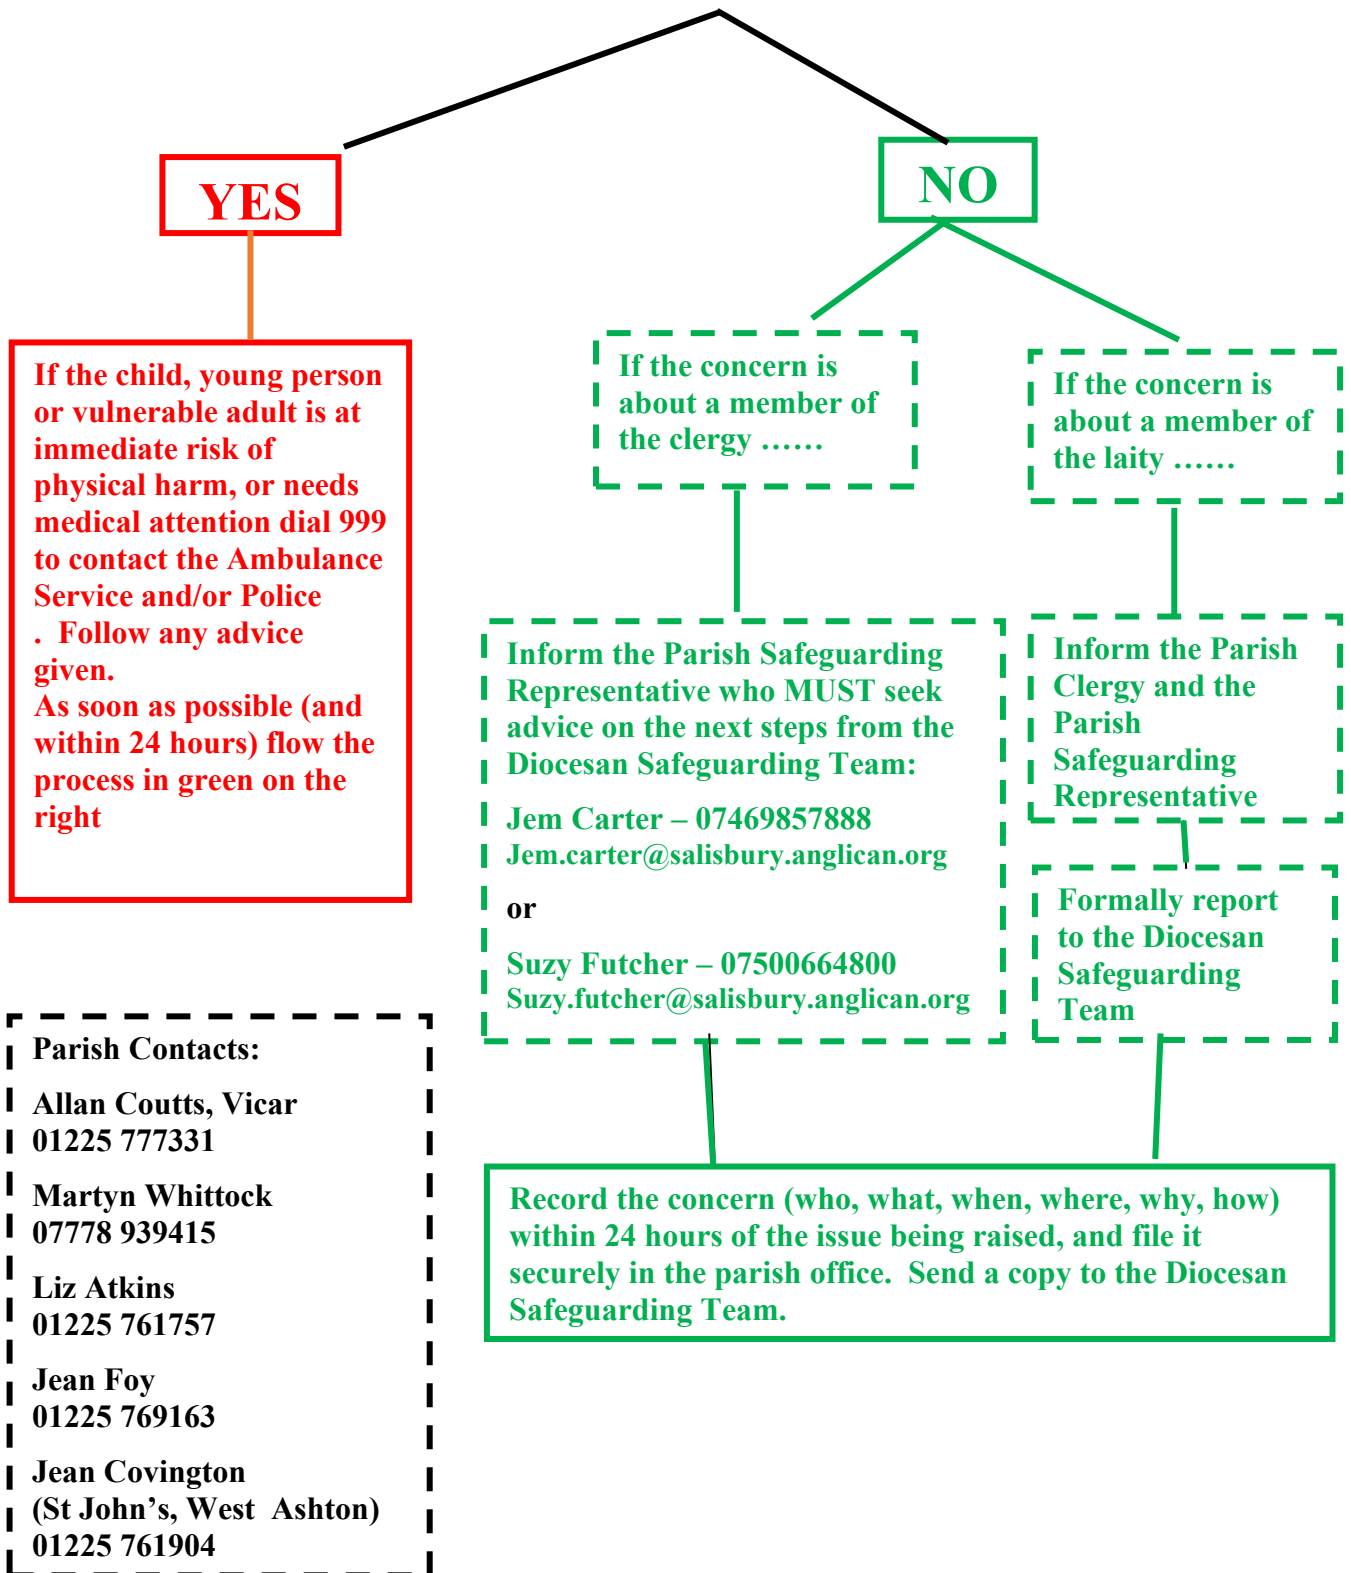 YES
NO
If the child, young person
or vulnerable adult is at
immediate risk of
physical harm, or needs
medical attention dial 999
to contact the Ambulance
Service and/or Police
. Follow any advice
given.
As soon as possible (and
within 24 hours) flow the
process in green on the
right
If the concern is
about a member of
the clergy ……
If the concern is
about a member of
the laity ……
Inform the Parish Safeguarding
Representative who MUST seek
advice on the next steps from the
Diocesan Safeguarding Team:
Jem Carter – 07469857888
Jem.carter@salisbury.anglican.org
or
Suzy Futcher – 07500664800
Suzy.futcher@salisbury.anglican.org
Inform the Parish
Clergy and the
Parish
Safeguarding
Representative
Formally report
to the Diocesan
Safeguarding
Team
Record the concern (who, what, when, where, why, how)
within 24 hours of the issue being raised, and file it
securely in the parish office. Send a copy to the Diocesan
Safeguarding Team.
Parish Contacts:
Allan Coutts, Vicar
01225 777331
Martyn Whittock
07778 939415
Liz Atkins
01225 761757
Jean Foy
01225 769163
Jean Covington
(St John’s, West Ashton)
01225 761904